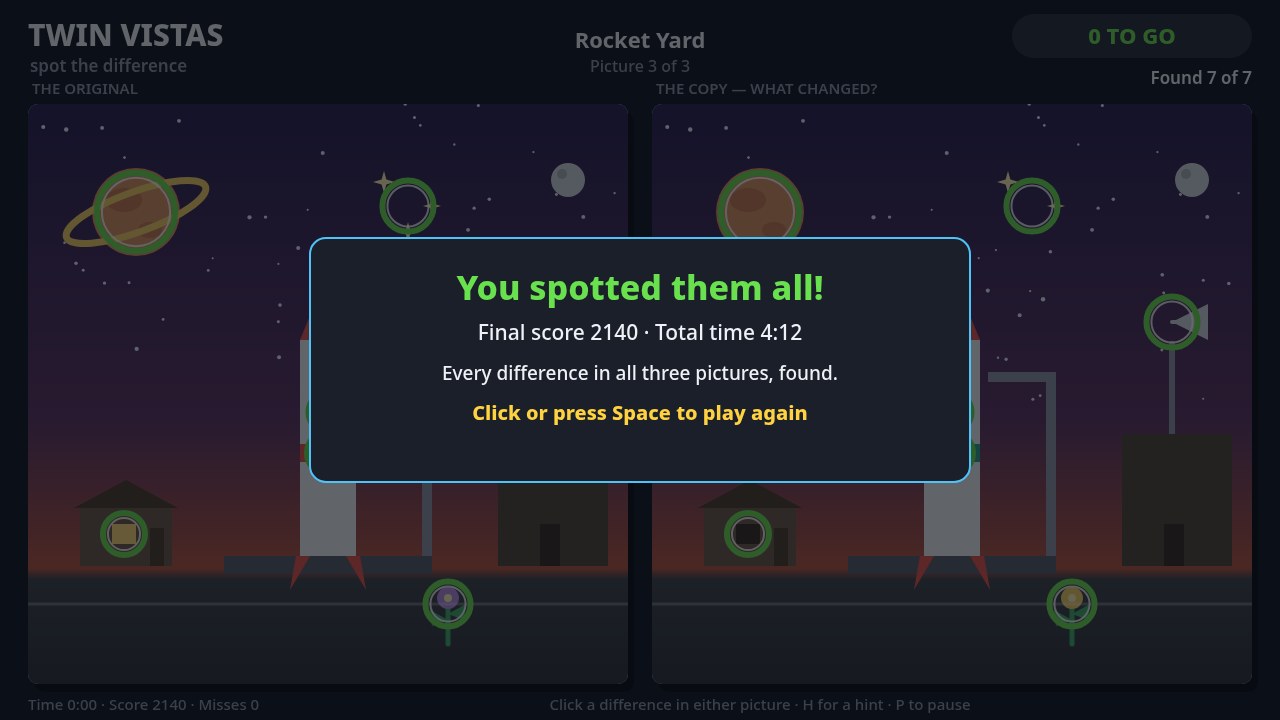 TWIN VISTAS
spot the difference
Rocket Yard
Picture 3 of 3
0 TO GO
Found 7 of 7
THE ORIGINAL
THE COPY — WHAT CHANGED?
You spotted them all!
Final score 2140 · Total time 4:12
Every difference in all three pictures, found.
Click or press Space to play again
Time 0:00 · Score 2140 · Misses 0
Click a difference in either picture · H for a hint · P to pause